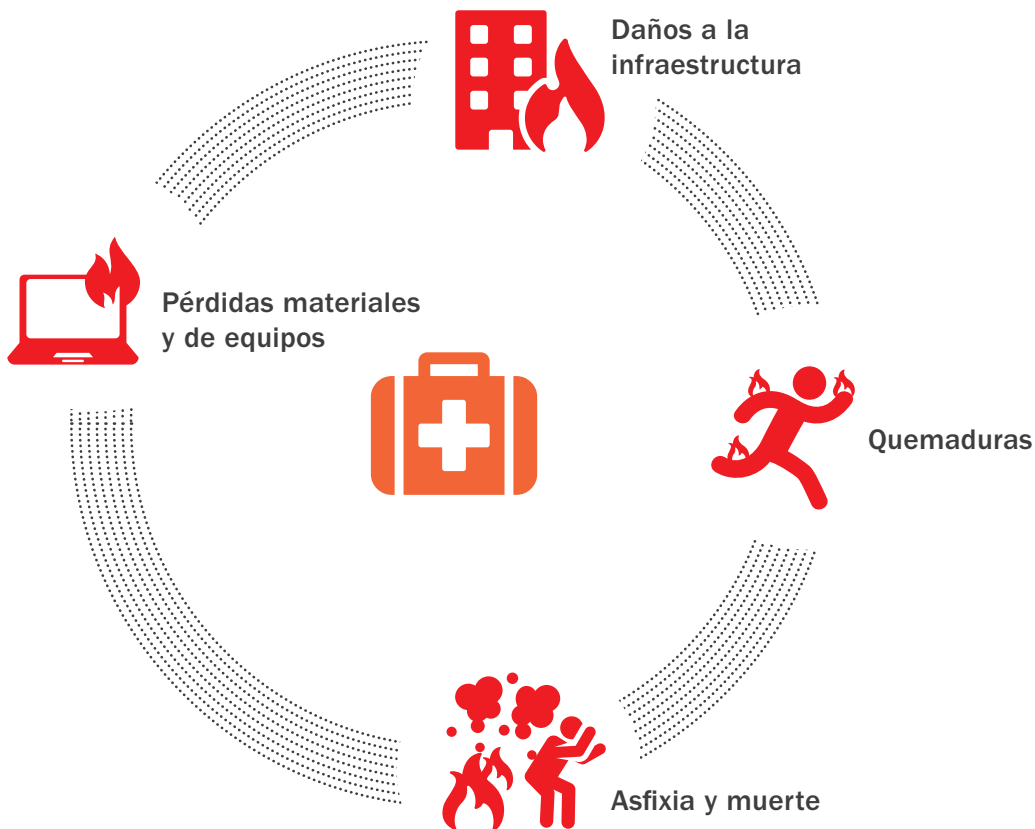 Daños a la
infraestructura
Pérdidas materiales
y de equipos
Quemaduras
Asfixia y muerte